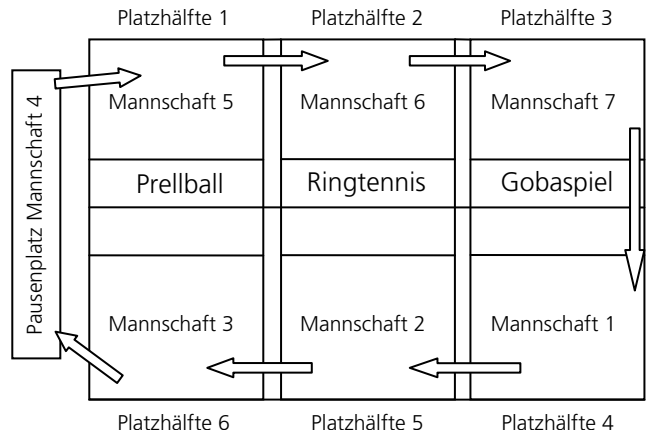 Platzhälfte 1 Platzhälfte 2 Platzhälfte 3
Pausenplatz Mannschaft 4
Mannschaft 5 Mannschaft 6 Mannschaft 7
Prellball Ringtennis Gobaspiel
Mannschaft 3 Mannschaft 2 Mannschaft 1
Platzhälfte 6 Platzhälfte 5 Platzhälfte 4